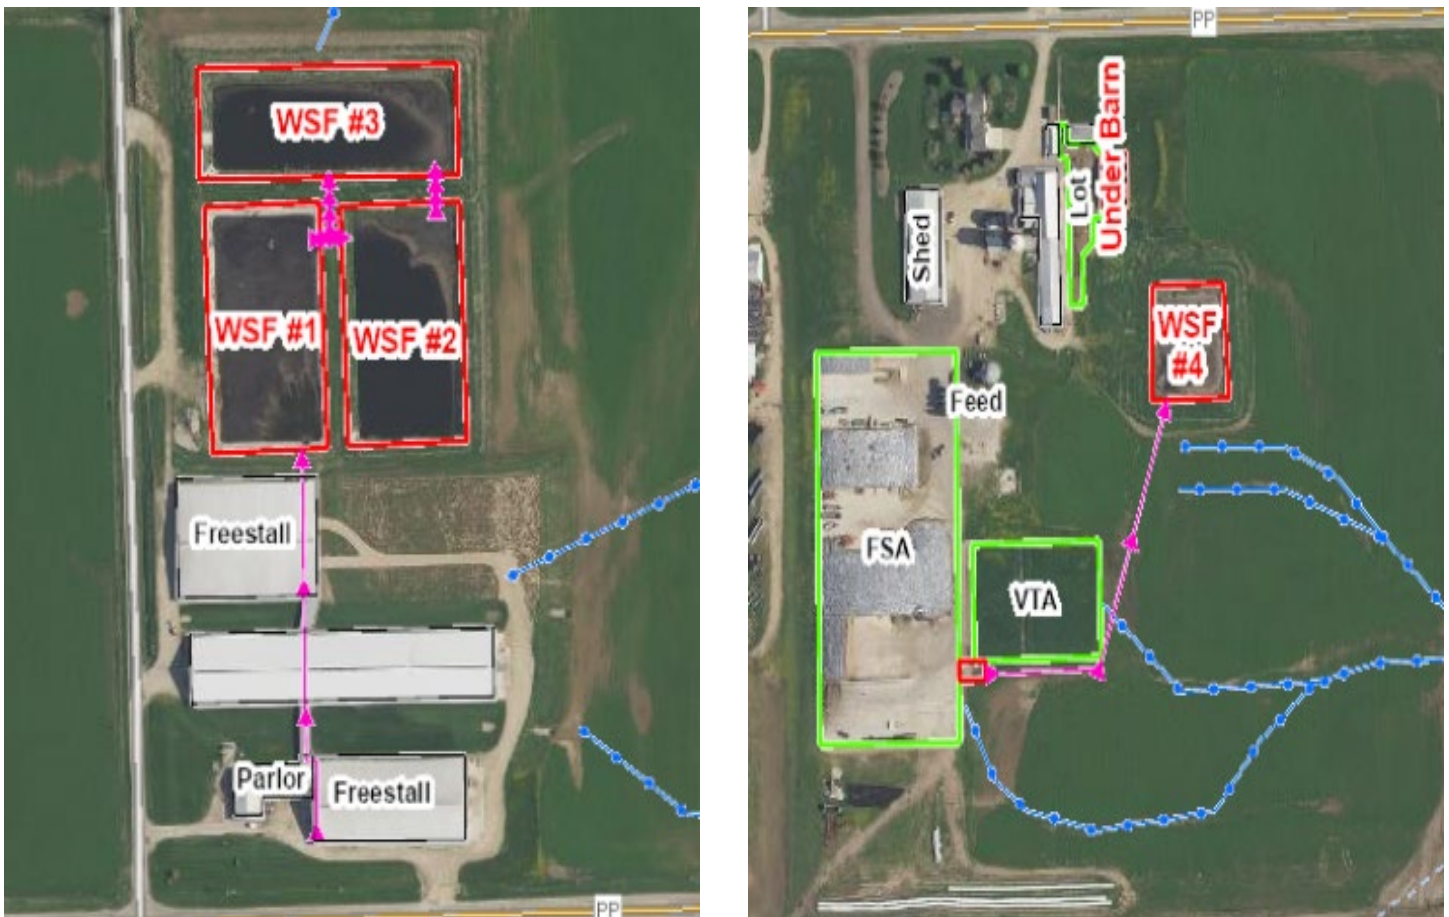 WSF #3
WSF #1
WSF #2
Freestall
Parlor
Freestall
PP
PP
Under Barn
Lot
Shed
WSF
#4
Feed
FSA
VTA